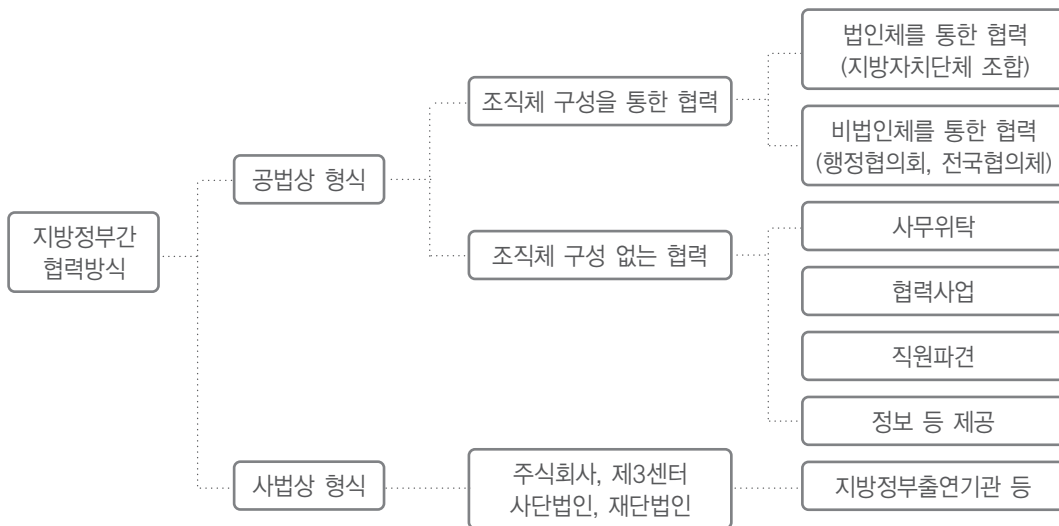 법인체를 통한 협력
(지방자치단체 조합)
조직체 구성을 통한 협력
비법인체를 통한 협력
(행정협의회, 전국협의체)
공법상 형식
사무위탁
지방정부간
협력방식
조직체 구성 없는 협력
협력사업
직원파견
정보 등 제공
사법상 형식
주식회사, 제3센터
사단법인, 재단법인
지방정부출연기관 등